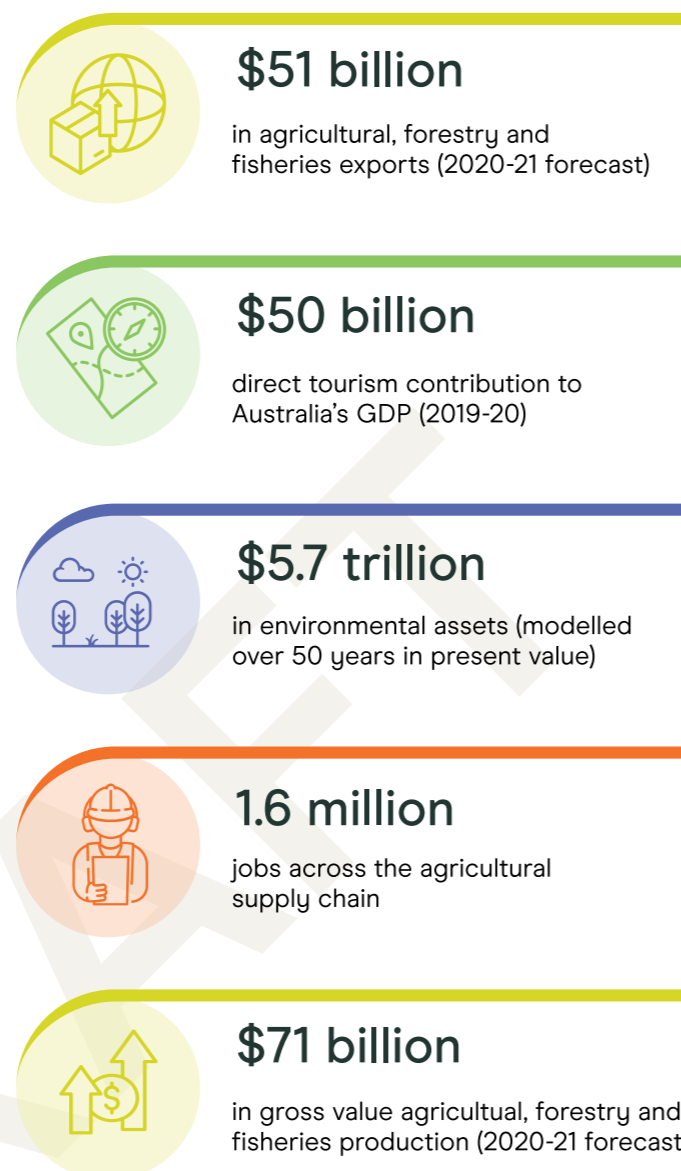 $51 billion
in agricultural, forestry and
fisheries exports (2020-21 forecast)
$50 billion
direct tourism contribution to
Australia’s GDP (2019-20)
$5.7 trillion
in environmental assets (modelled
over 50 years in present value)
1.6 million
jobs across the agricultural
supply chain
$71 billion
$
in gross value agricultual, forestry and
fisheries production (2020-21 forecast